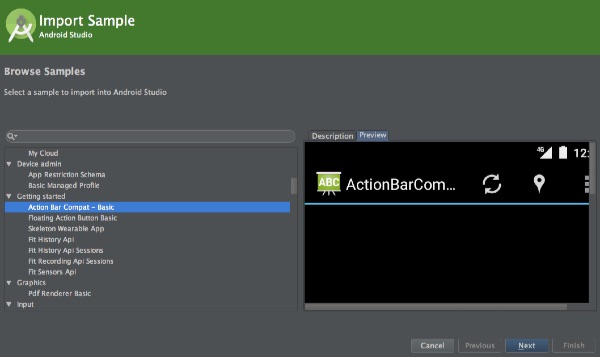 Import Sample
Android Studio
Browse Samples
Select a sample to import into Android Studio
Description Preview
My Cloud
Device admin
App Restriction Schema
Basic Managed Profile
Getting started
Action Bar Compat - Basic
Floating Action Button Basic
Skeleton Wearable App
Fit History Api
Fit History Api Sessions
Fit Recording Api Sessions
Fit Sensors Api
Graphics
Pdf Renderer Basic
Input
4G 12:
ABC ActionBarCom...
Cancel Previous Next Finish